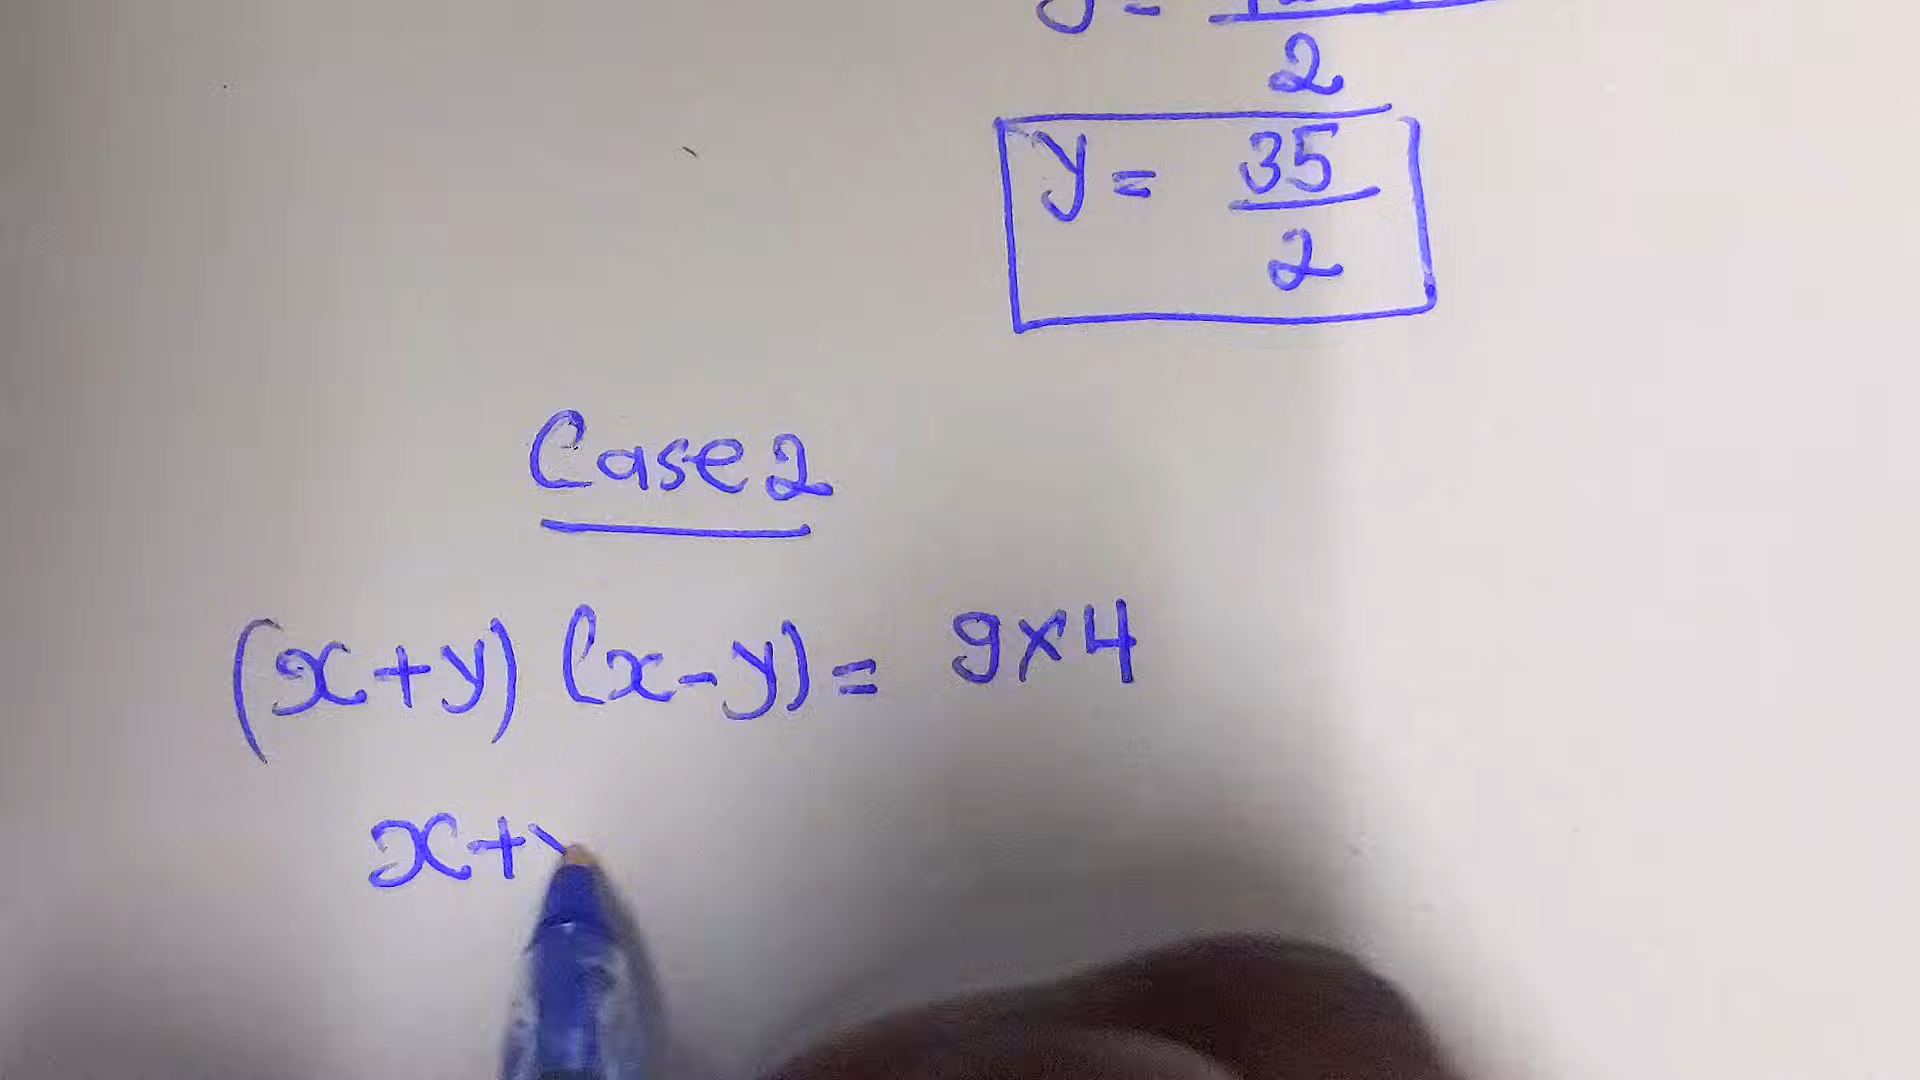 y =
2
y = 35/2
Case 2
(x+y) (x-y) = 9×4
x+y